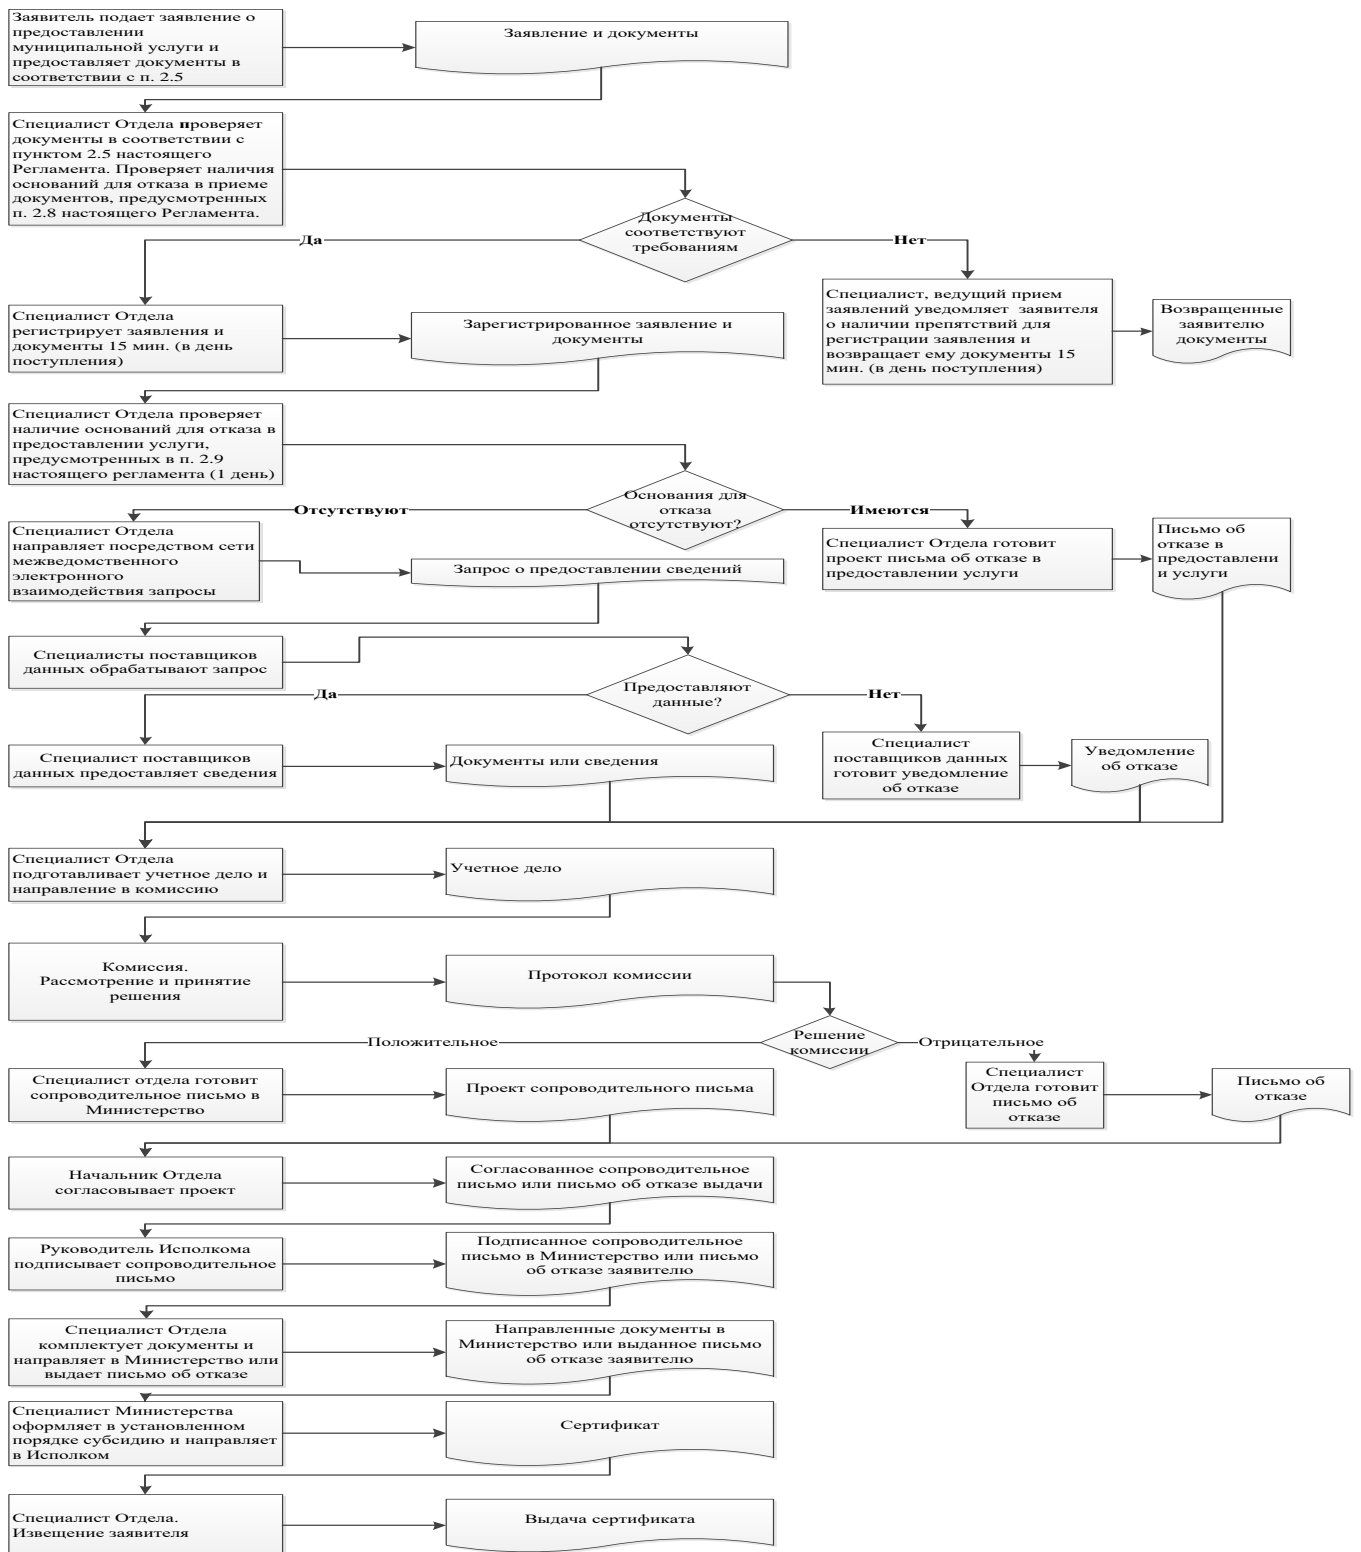 Заявитель подает заявление о
предоставлении
муниципальной услуги и
предоставляет документы в
соответствии с п. 2.5
Заявление и документы
Специалист Отдела проверяет
документы в соответствии с
пунктом 2.5 настоящего
Регламента. Проверяет наличия
оснований для отказа в приеме
документов, предусмотренных
п. 2.8 настоящего Регламента.
Документы
соответствуют
требованиям
Да
Нет
Специалист Отдела
регистрирует заявления и
документы 15 мин. (в день
поступления)
Зарегистрированное заявление и
документы
Специалист, ведущий прием
заявлений уведомляет заявителя
о наличии препятствий для
регистрации заявления и
возвращает ему документы 15
мин. (в день поступления)
Возвращенные
заявителю
документы
Специалист Отдела проверяет
наличие оснований для отказа в
предоставлении услуги,
предусмотренных в п. 2.9
настоящего регламента (1 день)
Основания для
отказа
отсутствуют?
Отсутствуют
Имеются
Специалист Отдела
направляет посредством сети
межведомственного
электронного
взаимодействия запросы
Запрос о предоставлении сведений
Специалист Отдела готовит
проект письма об отказе в
предоставлении услуги
Письмо об
отказе в
предоставлени
и услуги
Специалисты поставщиков
данных обрабатывают запрос
Предоставляют
данные?
Да
Нет
Специалист поставщиков
данных предоставляет сведения
Документы или сведения
Специалист
поставщиков данных
готовит уведомление
об отказе
Уведомление
об отказе
Специалист Отдела
подготавливает учетное дело и
направление в комиссию
Учетное дело
Комиссия.
Рассмотрение и принятие
решения
Протокол комиссии
Решение
комиссии
Положительное
Отрицательное
Специалист отдела готовит
сопроводительное письмо в
Министерство
Проект сопроводительного письма
Специалист
Отдела готовит
письмо об
отказе
Письмо об
отказе
Начальник Отдела
согласовывает проект
Согласованное сопроводительное
письмо или письмо об отказе выдачи
Руководитель Исполкома
подписывает сопроводительное
письмо
Подписанное сопроводительное
письмо в Министерство или письмо
об отказе заявителю
Специалист Отдела
комплектует документы и
направляет в Министерство или
выдает письмо об отказе
Направленные документы в
Министерство или выданное письмо
об отказе заявителю
Специалист Министерства
оформляет в установленном
порядке субсидию и направляет
в Исполком
Сертификат
Специалист Отдела.
Извещение заявителя
Выдача сертификата